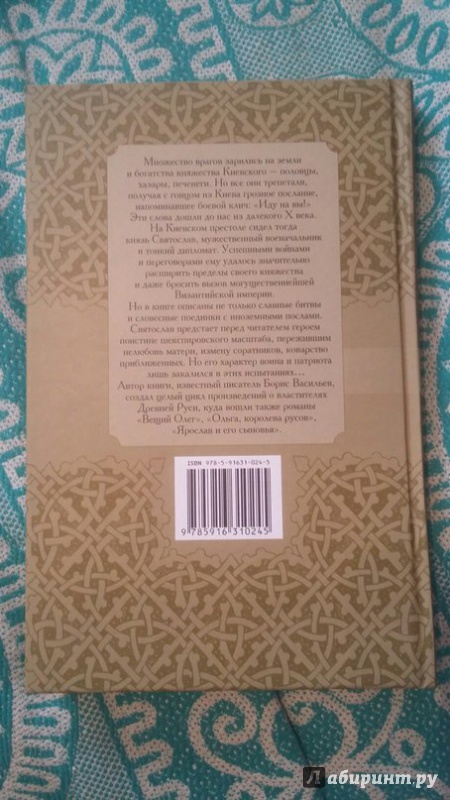 Множество врагов зарились на земли
и богатства княжества Киевского — половцы,
хазары, печенеги. Но все они трепетали,
получая с гонцом из Киева грозное послание,
напоминавшее боевой клич: «Иду на вы!»
Эти слова дошли до нас из далекого X века.
На Киевском престоле сидел тогда
князь Святослав, мужественный военачальник
и тонкий дипломат. Успешными войнами
и переговорами ему удалось значительно
расширить пределы своего княжества
и даже бросить вызов могущественнейшей
Византийской империи.
Но в книге описаны не только славные битвы
и словесные поединки с иноземными послами.
Святослав предстает перед читателем героем
поистине шекспировского масштаба, пережившим
нелюбовь матери, измену соратников, коварство
приближенных. Но его характер воина и патриота
лишь закалился в этих испытаниях...
Автор книги, известный писатель Борис Васильев,
создал целый цикл произведений о властителях
Древней Руси, куда вошли также романы
«Вещий Олег», «Ольга, королева русов»,
«Ярослав и его сыновья».
ISBN 978-5-91631-024-5
9 785916 310245
Лабиринт.ру